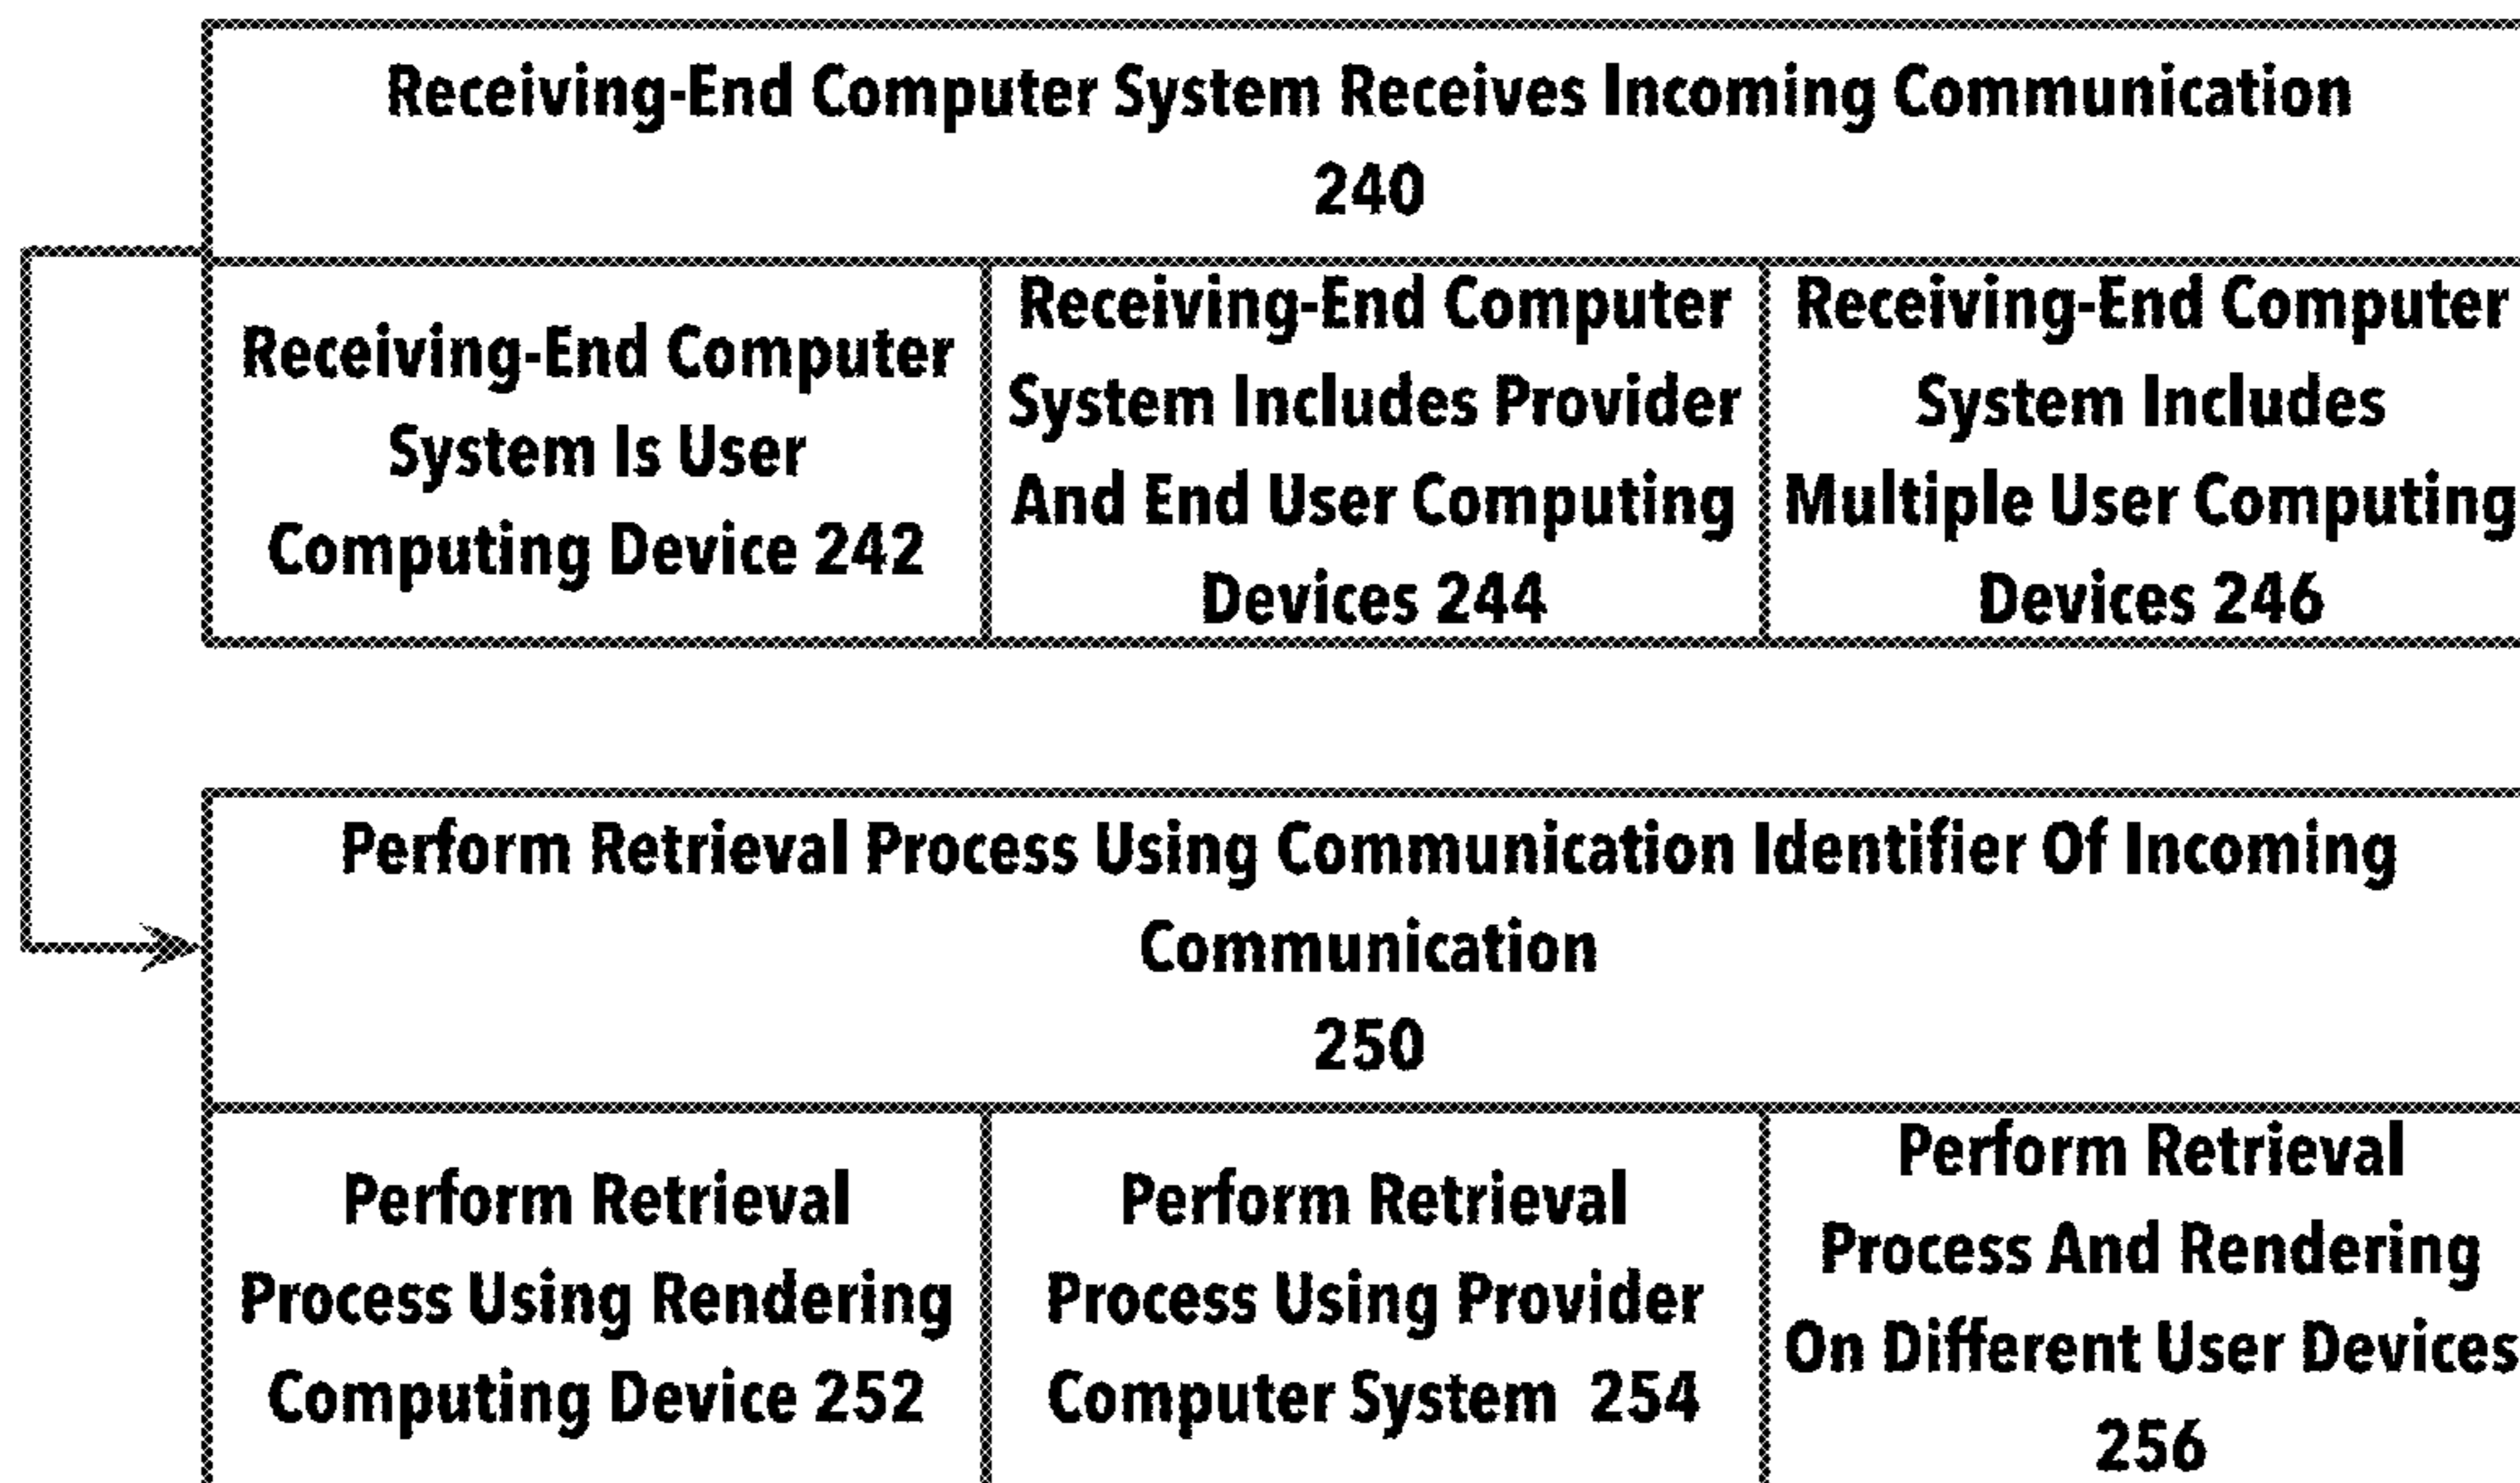 Receiving-End Computer System Receives Incoming Communication
240
Receiving-End Computer
System Is User
Computing Device 242
Receiving-End Computer
System Includes Provider
And End User Computing
Devices 244
Receiving-End Computer
System Includes
Multiple User Computing
Devices 246
Perform Retrieval Process Using Communication Identifier Of Incoming
Communication
250
Perform Retrieval
Process Using Rendering
Computing Device 252
Perform Retrieval
Process Using Provider
Computer System 254
Perform Retrieval
Process And Rendering
On Different User Devices
256